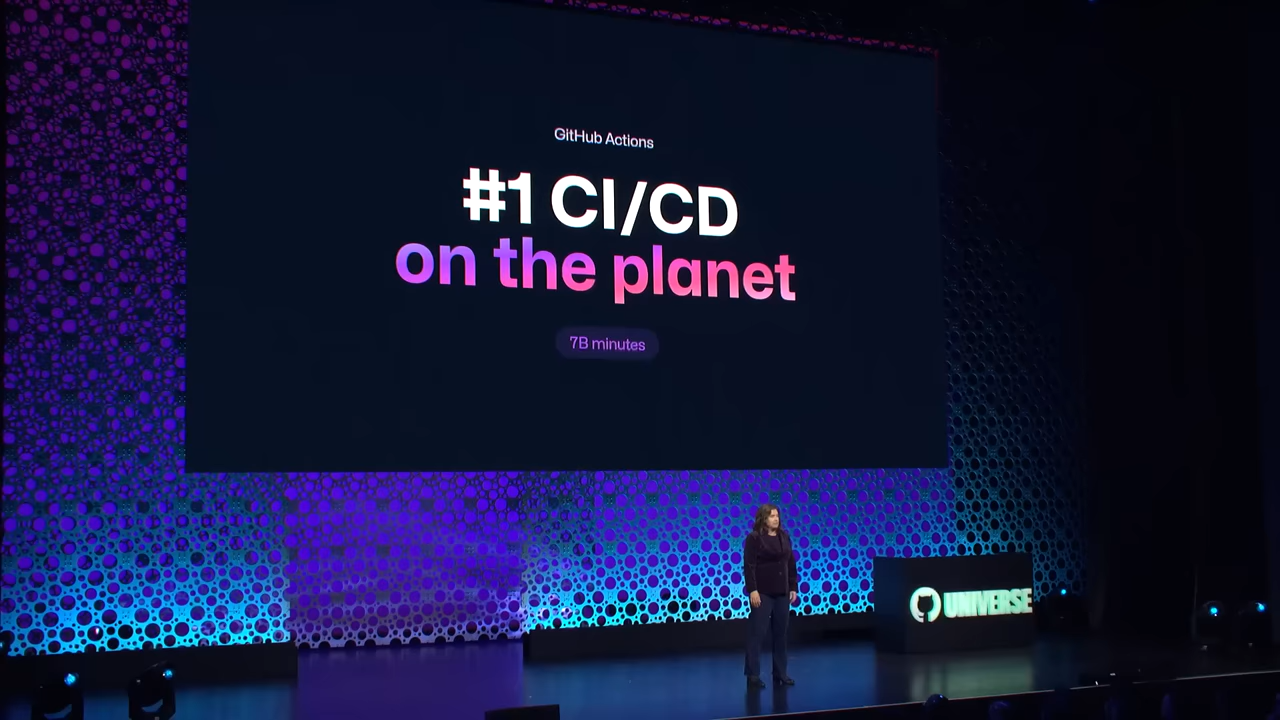 GitHub Actions
#1 CI/CD
on the planet
7B minutes
UNIVERSE